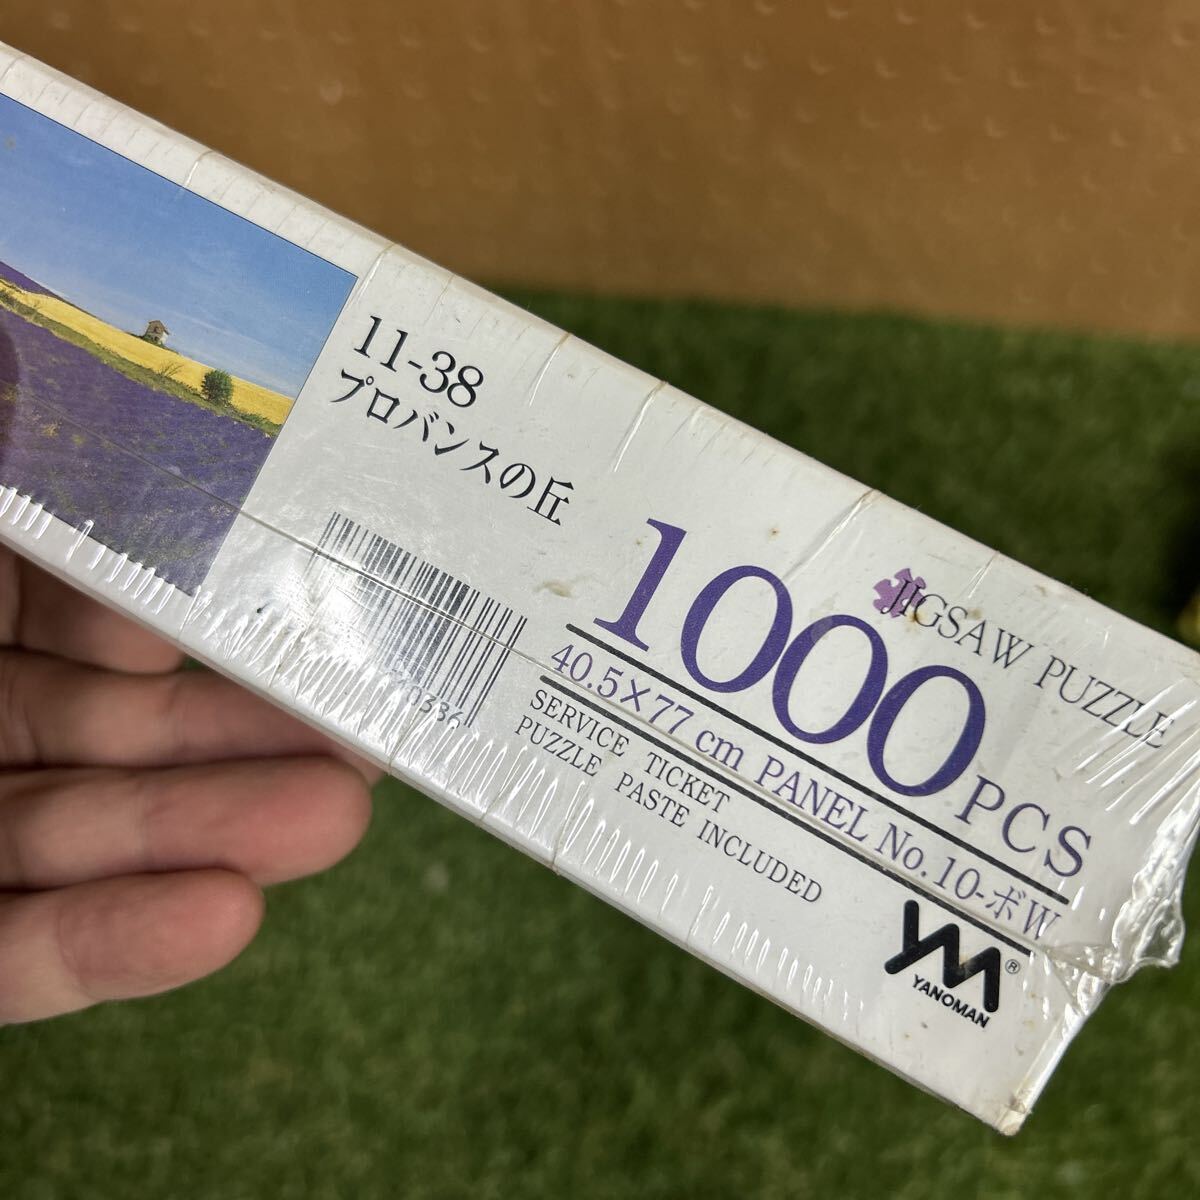 11-38
プロバンスの丘
JIGSAW PUZZLE
1000PCS
40.5×77 cm PANEL No.10-ボW
SERVICE TICKET
PUZZLE PASTE INCLUDED
YM®
YANOMAN